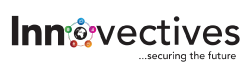 Innovectives
...securing the future